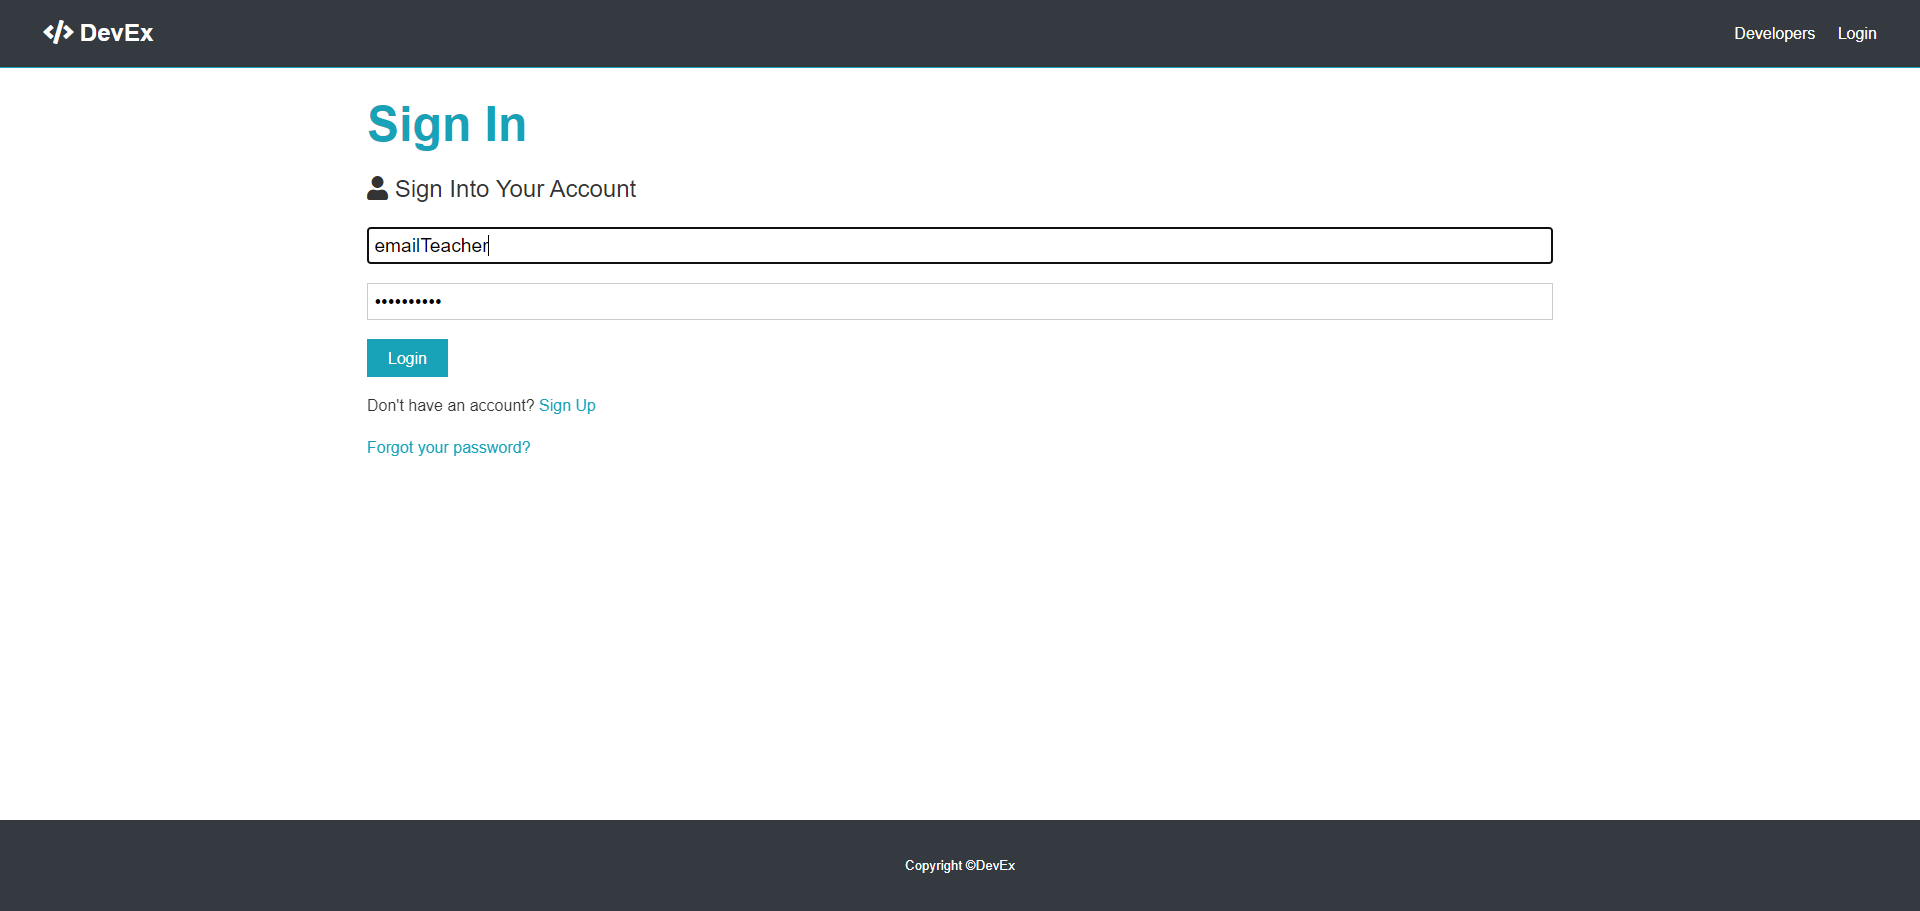 DevEx
Developers Login
Sign In
Sign Into Your Account
emailTeacher
••••••••••
Login
Don't have an account? Sign Up
Forgot your password?
Copyright ©DevEx